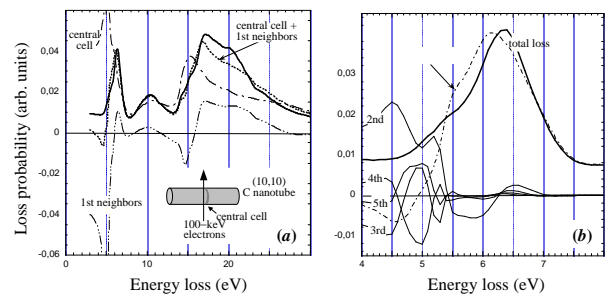 Loss probability (arb. units)
0,04
0,02
0
-0,02
-0,04
-0,06
0
5
10
15
20
25
Energy loss (eV)
central
cell
central cell +
1st neighbors
1st neighbors
(10,10)
C nanotube
central cell
100-keV
electrons
(a)
0,03
0,02
0,01
0
-0,01
4
5
6
7
Energy loss (eV)
total loss
2nd
4th
5th
3rd
(b)